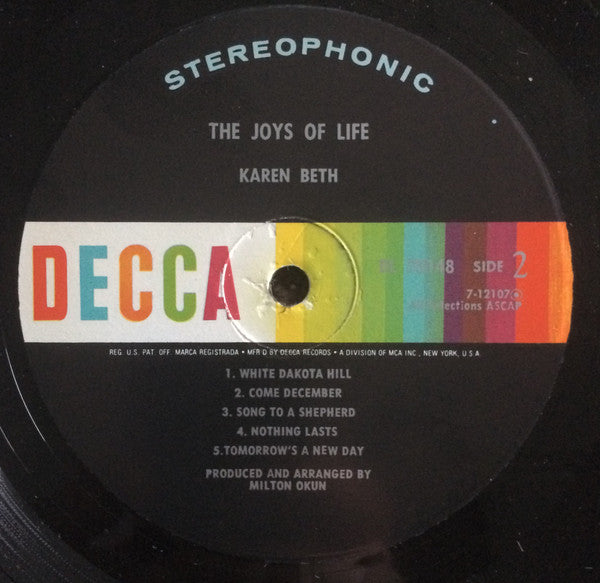 STEREOPHONIC
THE JOYS OF LIFE
KAREN BETH
DECCA
SIDE 2
7-12107
ASCAP
REG. U.S. PAT. OFF. MARCA REGISTRADA • MFR'D BY DECCA RECORDS • A DIVISION OF MCA INC., NEW YORK, U.S.A.
1. WHITE DAKOTA HILL
2. COME DECEMBER
3. SONG TO A SHEPHERD
4. NOTHING LASTS
5.TOMORROW'S A NEW DAY
PRODUCED AND ARRANGED BY
MILTON OKUN